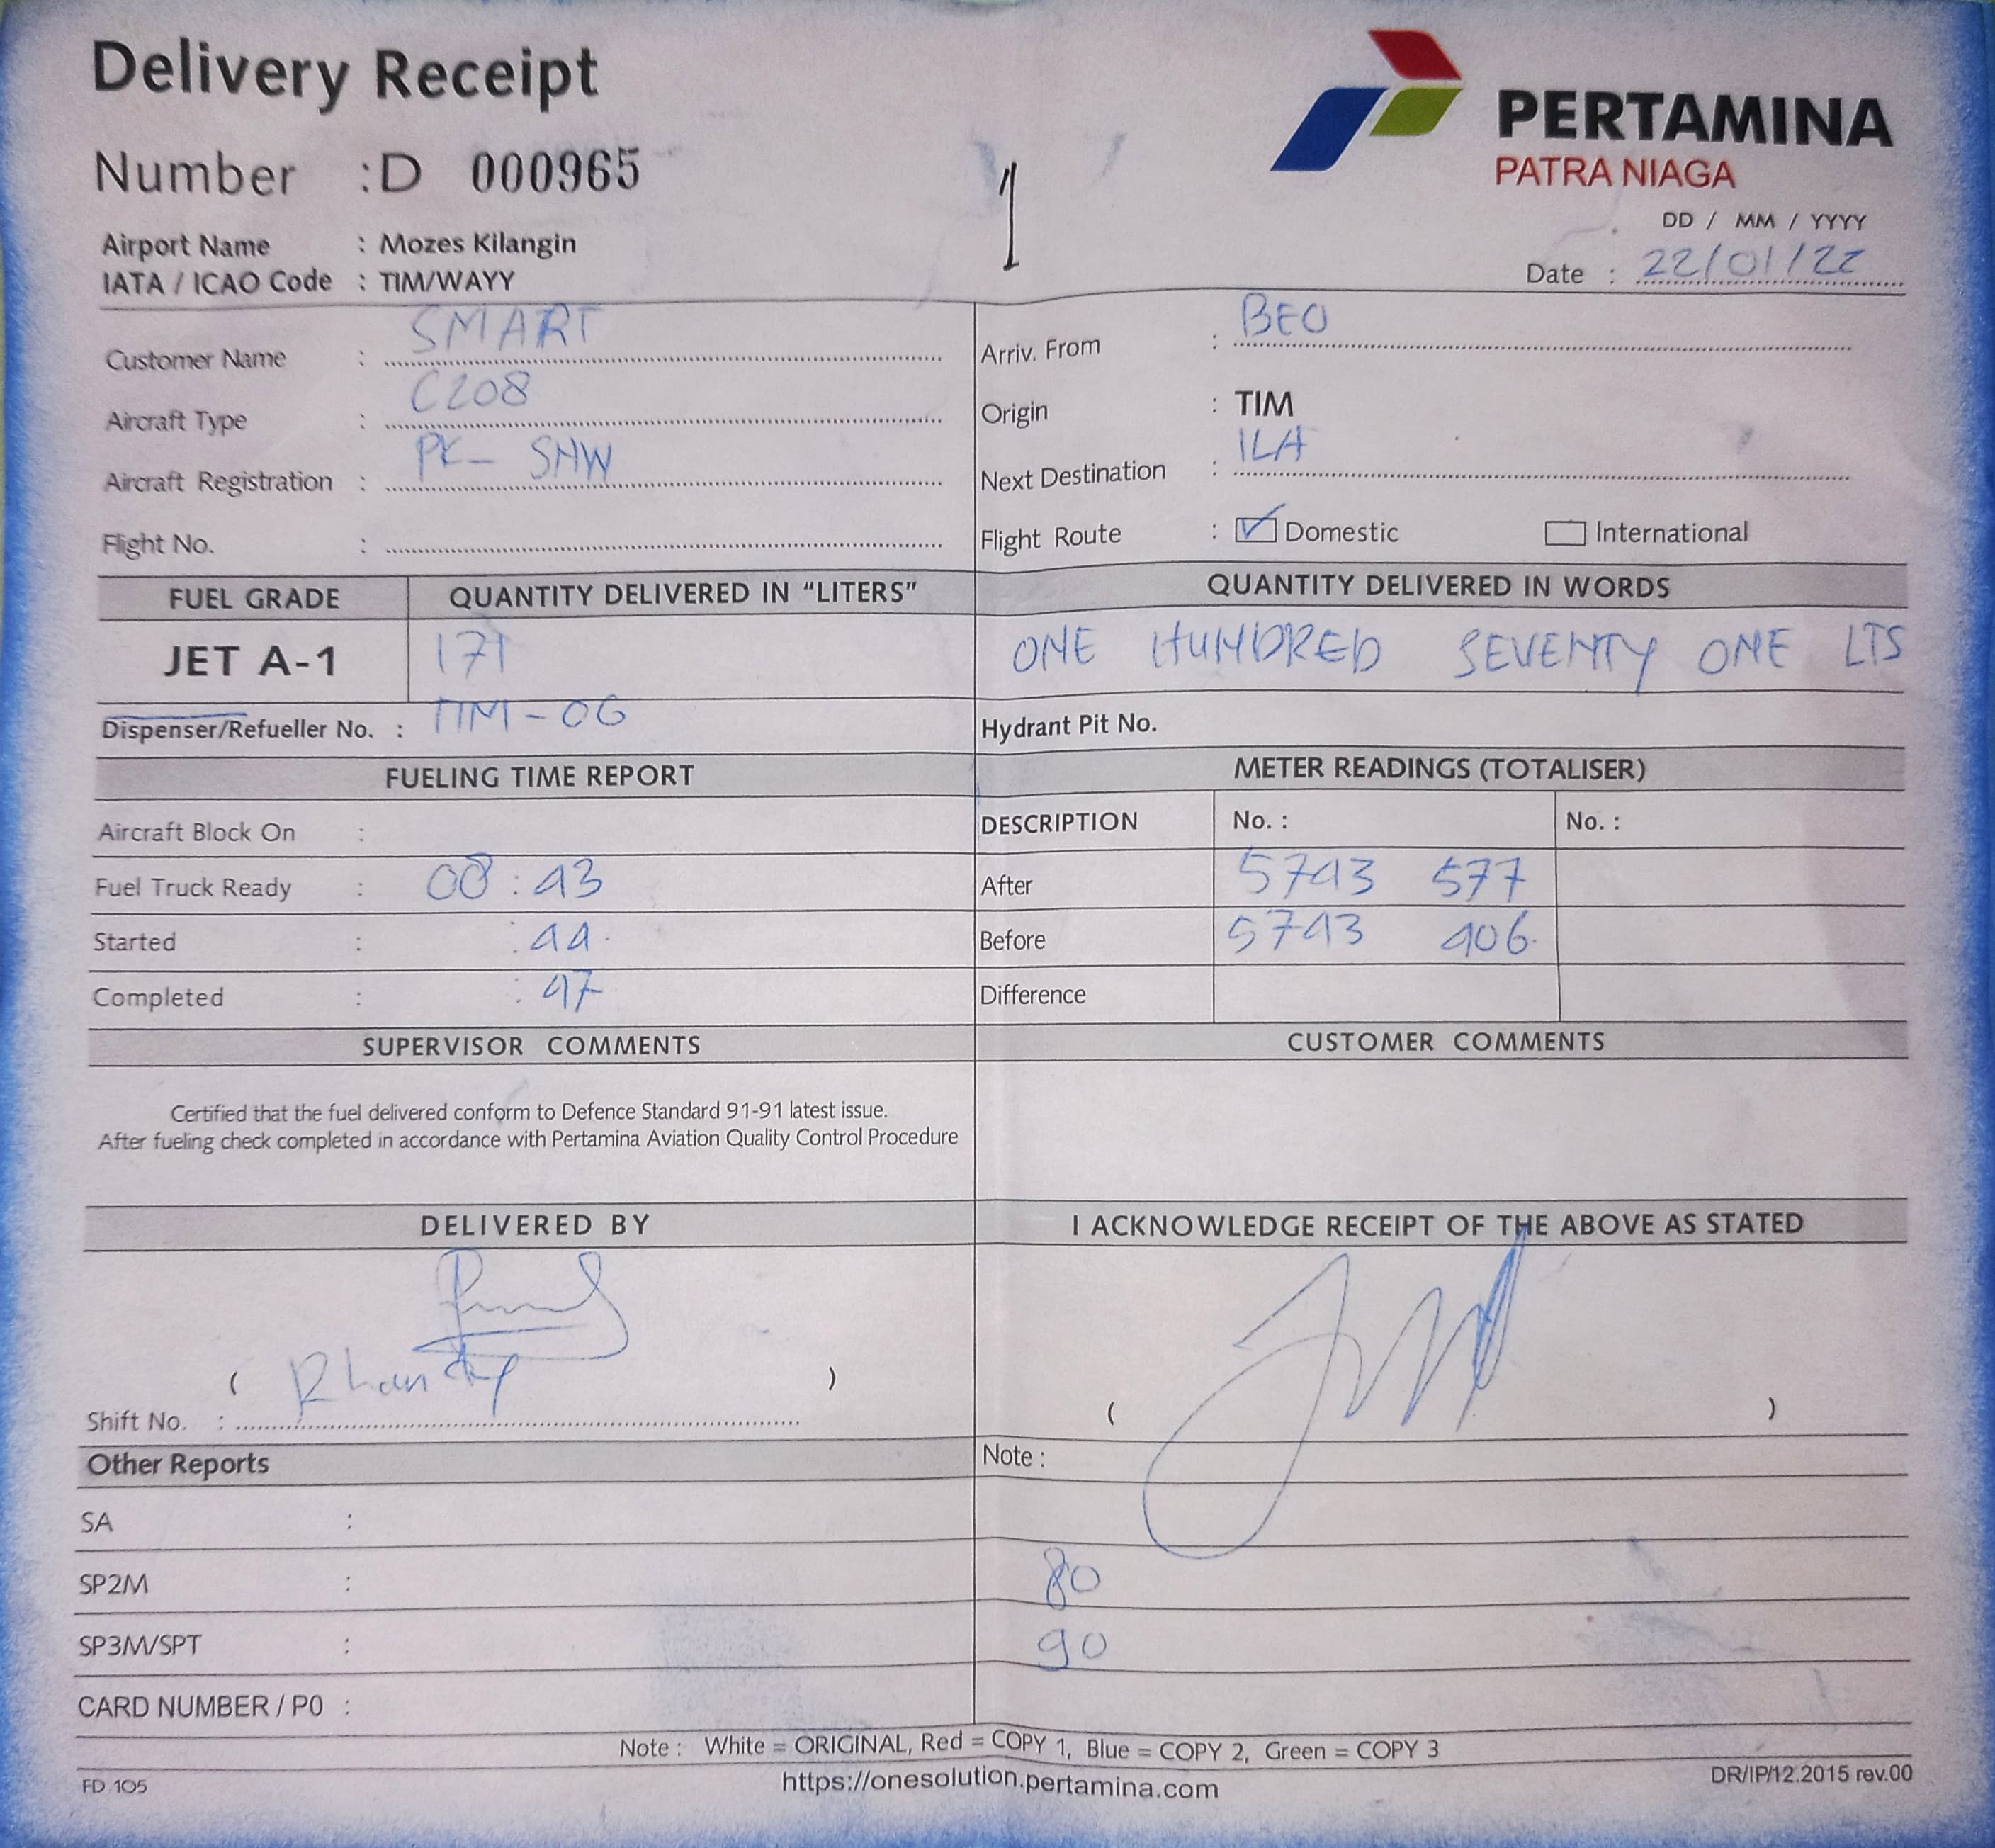 Delivery Receipt
PERTAMINA
PATRA NIAGA
Number :D 000965
1
DD / MM / YYYY
Date : 22/01/22
Airport Name : Mozes Kilangin
IATA / ICAO Code : TIM/WAYY
Customer Name : SMART
Aircraft Type : C208
Aircraft Registration : PK- SNW
Flight No. :
Arriv. From : BEO
Origin : TIM
Next Destination : ILA
Flight Route : Domestic International
FUEL GRADE QUANTITY DELIVERED IN “LITERS” QUANTITY DELIVERED IN WORDS
JET A-1 171 ONE HUNDRED SEVENTY ONE LTS
Dispenser/Refueller No. : TIM-06 Hydrant Pit No.
FUELING TIME REPORT
Aircraft Block On :
Fuel Truck Ready : 08:43
Started : :44
Completed : :47
METER READINGS (TOTALISER)
DESCRIPTION No. : No. :
After 5743 577
Before 5743 406
Difference
SUPERVISOR COMMENTS CUSTOMER COMMENTS
Certified that the fuel delivered conform to Defence Standard 91-91 latest issue.
After fueling check completed in accordance with Pertamina Aviation Quality Control Procedure
DELIVERED BY
( Rhandy )
Shift No. :
I ACKNOWLEDGE RECEIPT OF THE ABOVE AS STATED
( )
Other Reports Note :
SA :
SP2M : 80
SP3M/SPT : 90
CARD NUMBER / P0 :
Note : White = ORIGINAL, Red = COPY 1, Blue = COPY 2, Green = COPY 3
FD 105 https://onesolution.pertamina.com DR/IP/12.2015 rev.00